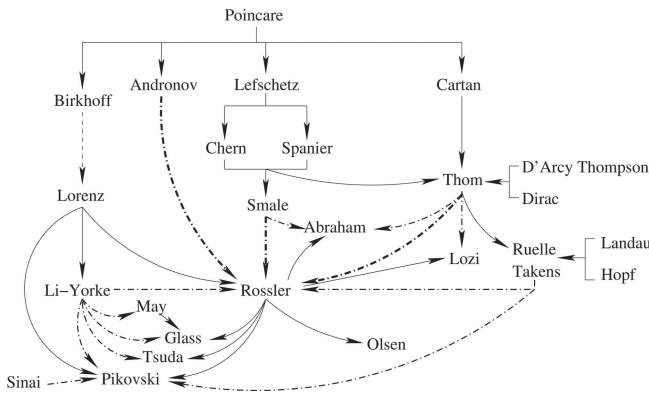 Poincare
Andronov
Lefschetz
Cartan
Birkhoff
Chern
Spanier
D'Arcy Thompson
Thom
Dirac
Lorenz
Smale
Abraham
Lozi
Ruelle
Takens
Landau
Hopf
Li-Yorke
Rossler
May
Glass
Olsen
Tsuda
Sinai
Pikovski